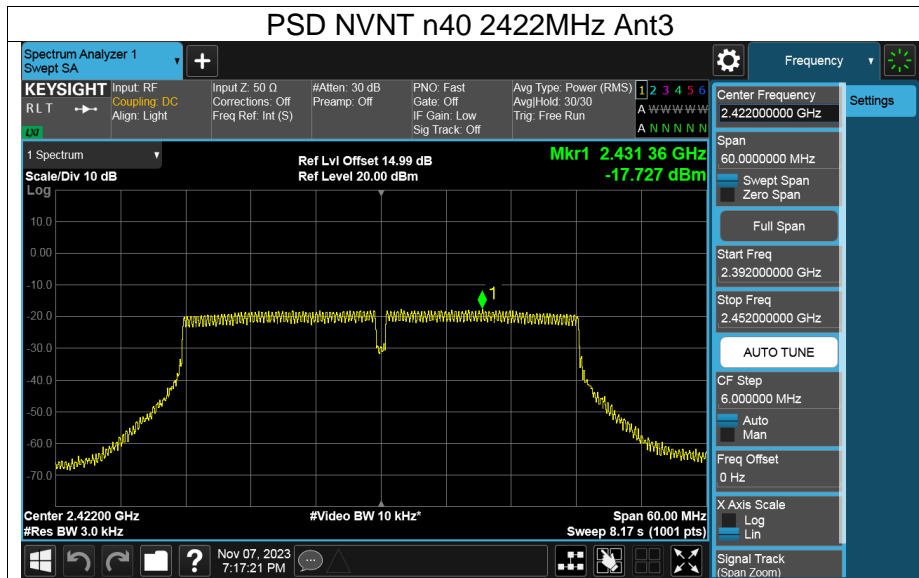 PSD NVNT n40 2422MHz Ant3
Spectrum Analyzer 1
Swept SA
+
Frequency
KEYSIGHT
R L T
LXI
Input: RF
Coupling: DC
Align: Light
Input Z: 50 Ω
Corrections: Off
Freq Ref: Int (S)
#Atten: 30 dB
Preamp: Off
PNO: Fast
Gate: Off
IF Gain: Low
Sig Track: Off
Avg Type: Power (RMS)
Avg|Hold: 30/30
Trig: Free Run
1 2 3 4 5 6
A W W W W W
A N N N N N
1 Spectrum
Scale/Div 10 dB
Log
Ref Lvl Offset 14.99 dB
Ref Level 20.00 dBm
Mkr1 2.431 36 GHz
-17.727 dBm
10.0
0.00
-10.0
-20.0
-30.0
-40.0
-50.0
-60.0
-70.0
1
Center 2.42200 GHz
#Res BW 3.0 kHz
#Video BW 10 kHz*
Span 60.00 MHz
Sweep 8.17 s (1001 pts)
Center Frequency
2.422000000 GHz
Span
60.0000000 MHz
Swept Span
Zero Span
Full Span
Start Freq
2.392000000 GHz
Stop Freq
2.452000000 GHz
AUTO TUNE
CF Step
6.000000 MHz
Auto
Man
Freq Offset
0 Hz
X Axis Scale
Log
Lin
Signal Track
(Span Zoom)
Settings
?
Nov 07, 2023
7:17:21 PM